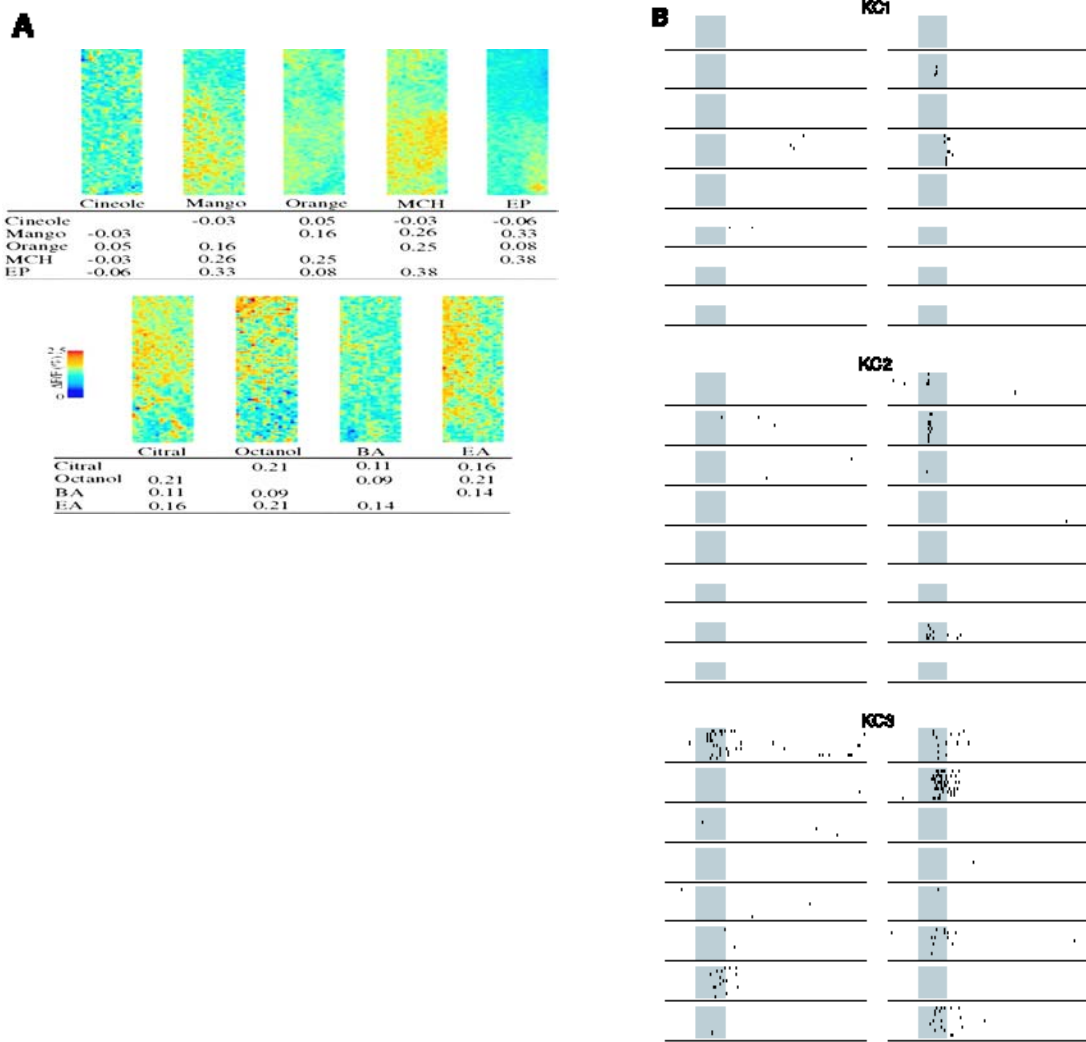 A
Cineole Mango Orange MCH EP
Cineole -0.03 0.05 -0.03 -0.06
Mango -0.03 0.16 0.26 0.33
Orange 0.05 0.16 0.25 0.08
MCH -0.03 0.26 0.25 0.38
EP -0.06 0.33 0.08 0.38
0
Citral Octanol BA EA
Citral 0.21 0.11 0.16
Octanol 0.21 0.09 0.21
BA 0.11 0.09 0.14
EA 0.16 0.21 0.14
B
KC1
KC2
KC3